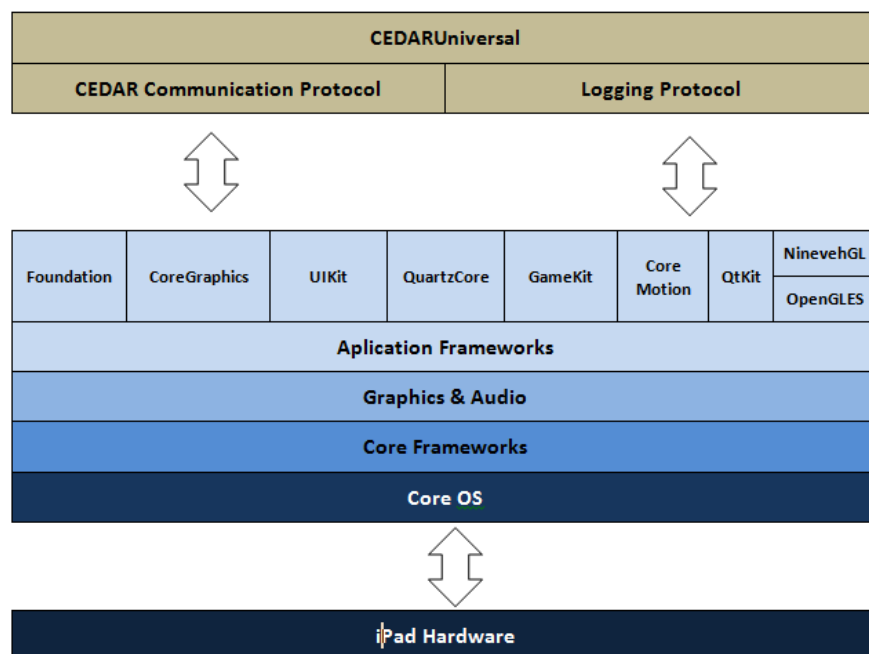 CEDARUniversal
CEDAR Communication Protocol
Logging Protocol
Foundation
CoreGraphics
UIKit
QuartzCore
GameKit
Core
Motion
QtKit
NinevehGL
OpenGLES
Aplication Frameworks
Graphics & Audio
Core Frameworks
Core OS
iPad Hardware